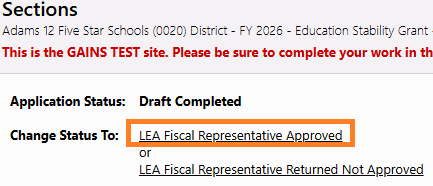 Sections
Adams 12 Five Star Schools (0020) District - FY 2026 - Education Stability Grant -
This is the GAINS TEST site. Please be sure to complete your work in th
Application Status: Draft Completed
Change Status To: LEA Fiscal Representative Approved
or
LEA Fiscal Representative Returned Not Approved